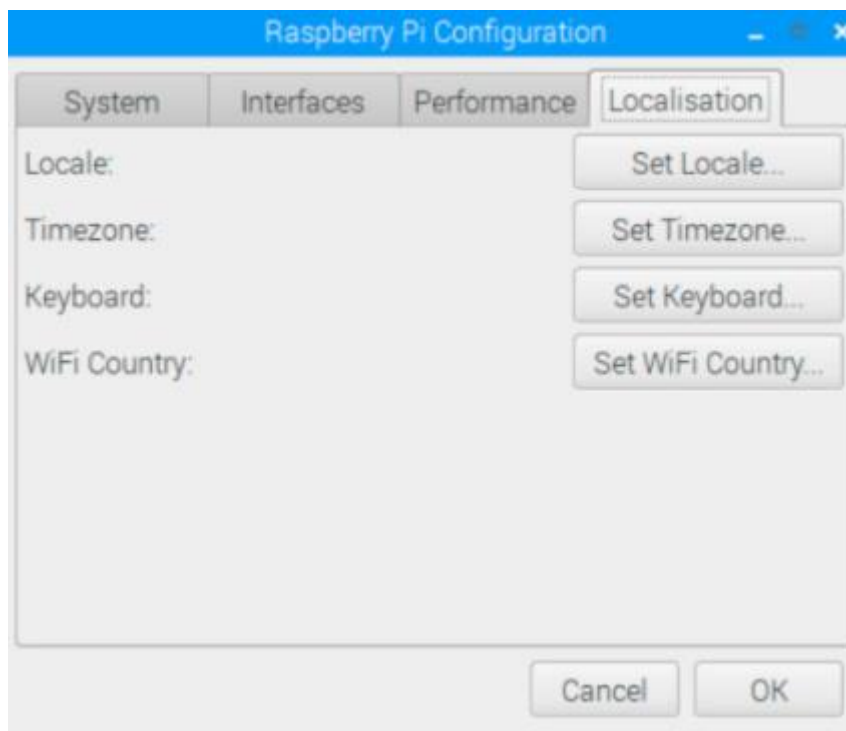 Raspberry Pi Configuration
System Interfaces Performance Localisation
Locale: Set Locale...
Timezone: Set Timezone...
Keyboard: Set Keyboard...
WiFi Country: Set WiFi Country...
Cancel OK